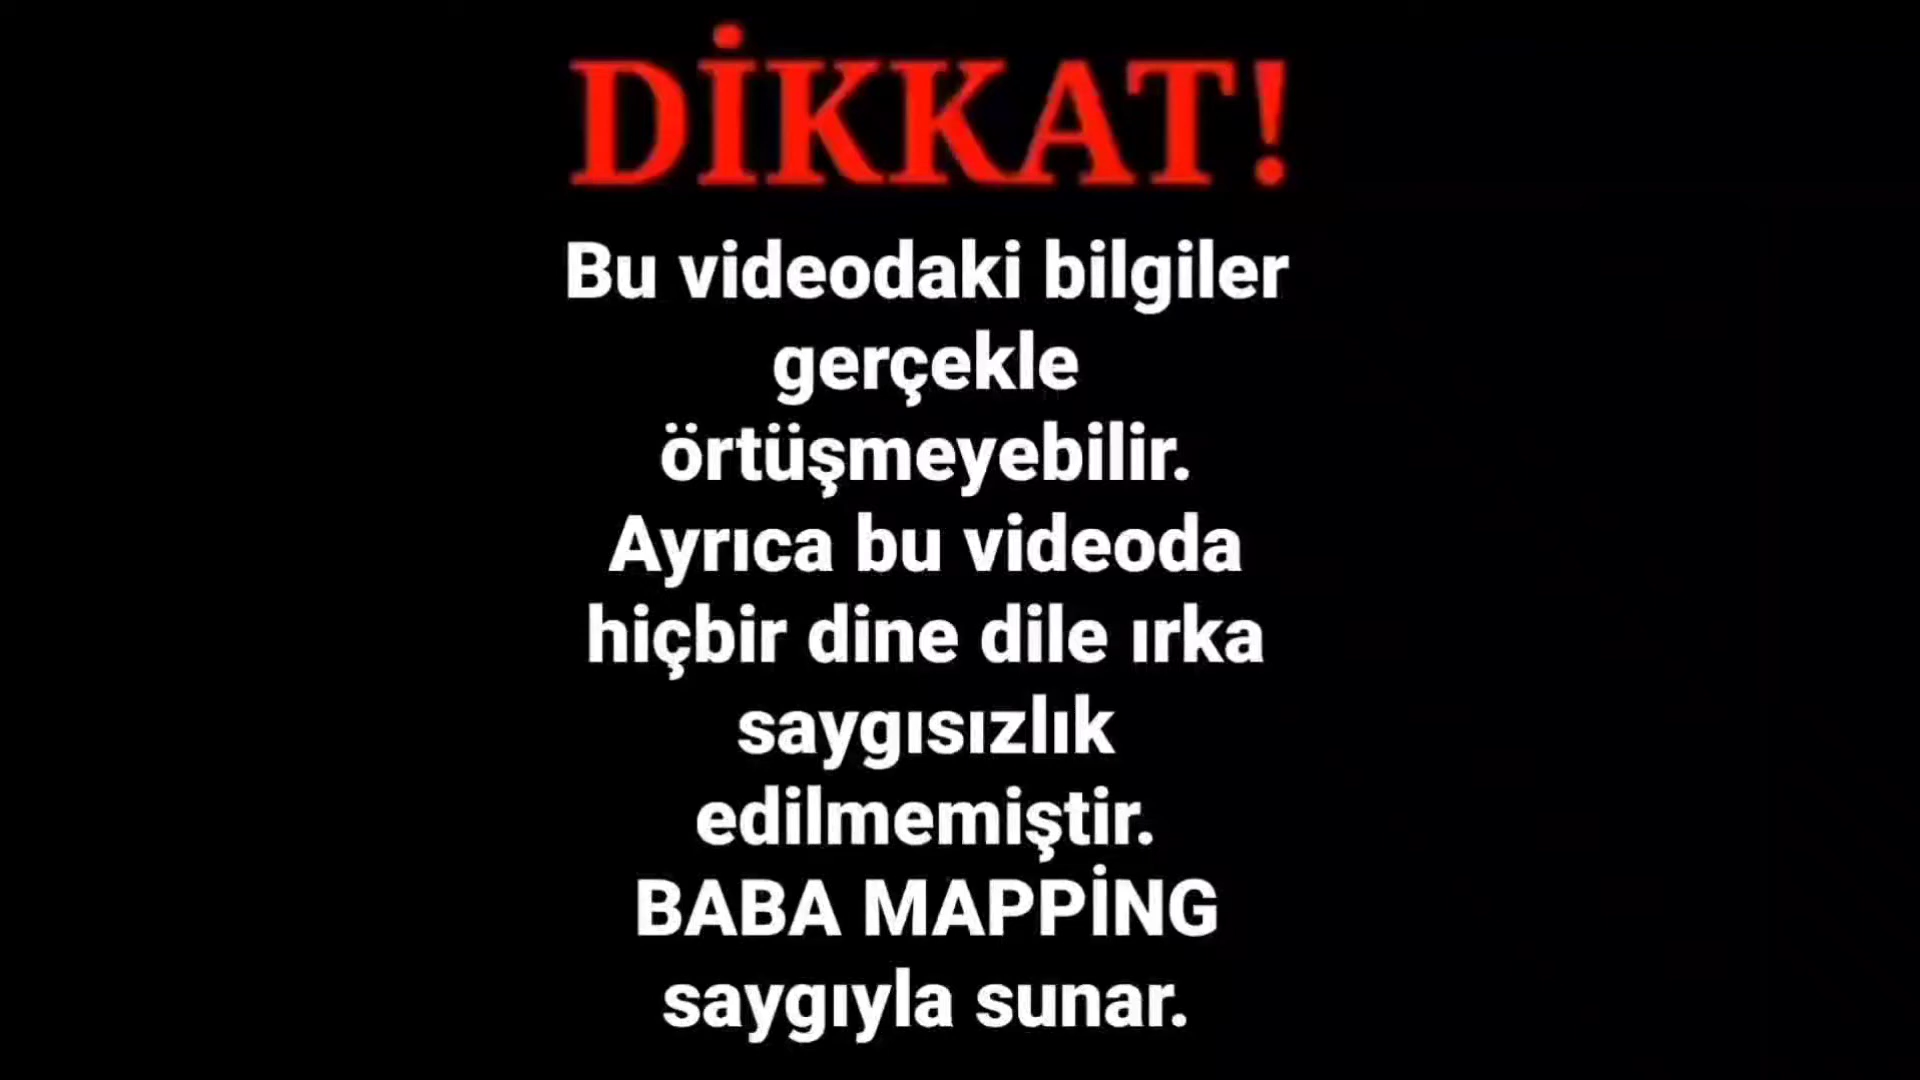 DİKKAT!
Bu videodaki bilgiler
gerçekle
örtüşmeyebilir.
Ayrıca bu videoda
hiçbir dine dile ırka
saygısızlık
edilmemiştir.
BABA MAPPİNG
saygıyla sunar.